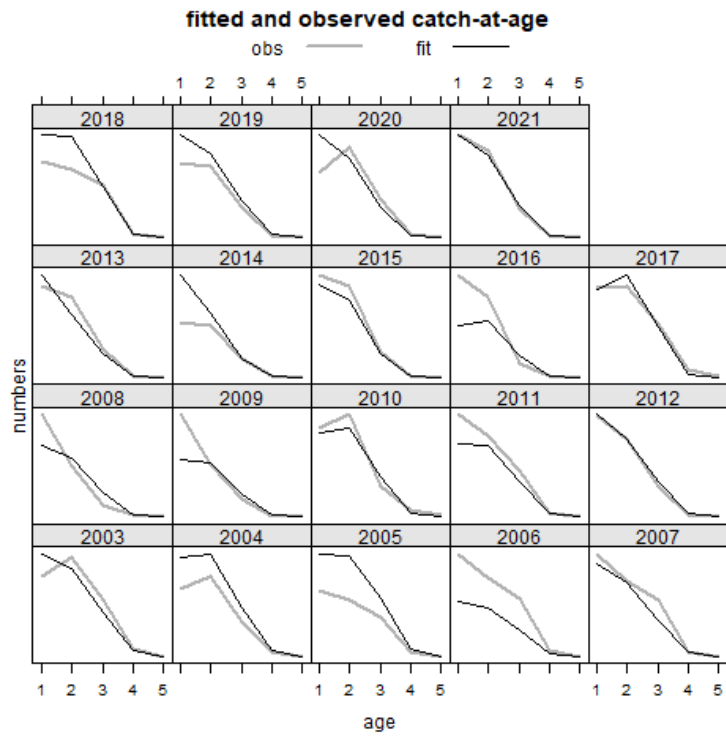 fitted and observed catch-at-age
obs fit
1 2 3 4 5 1 2 3 4 5
2018 2019 2020 2021
2013 2014 2015 2016 2017
numbers
2008 2009 2010 2011 2012
2003 2004 2005 2006 2007
1 2 3 4 5 1 2 3 4 5 1 2 3 4 5
age